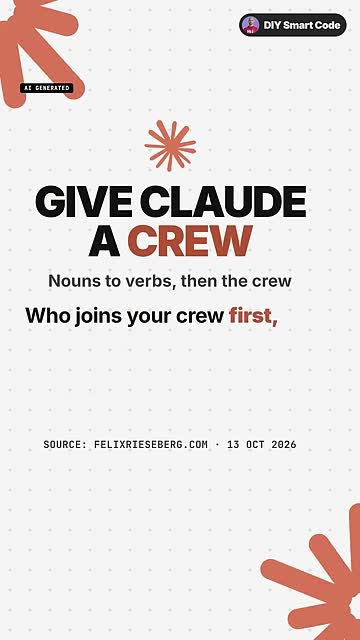 DIY Smart Code
AI GENERATED
GIVE CLAUDE
A CREW
Nouns to verbs, then the crew
Who joins your crew first,
SOURCE: FELIXRIESEBERG.COM · 13 OCT 2026